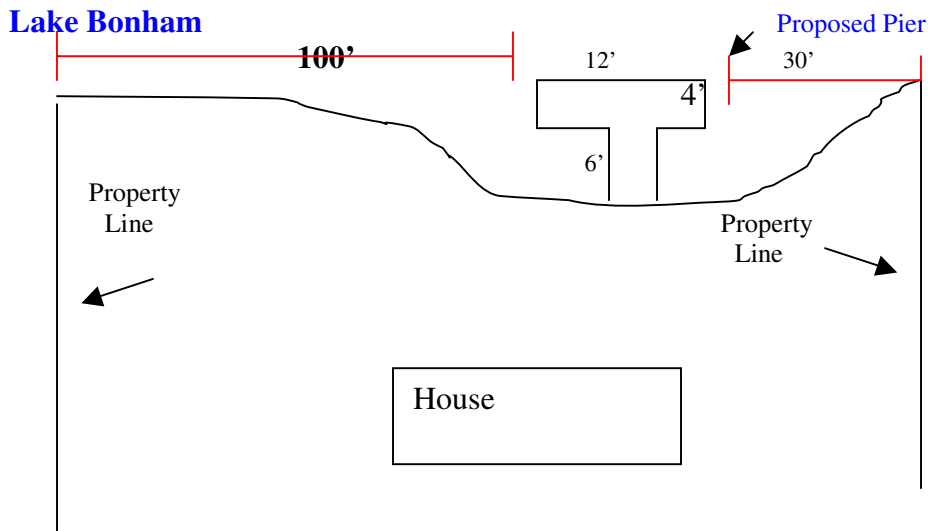 Lake Bonham
Proposed Pier
100’
12’
30’
4’
6’
Property
Line
Property
Line
House